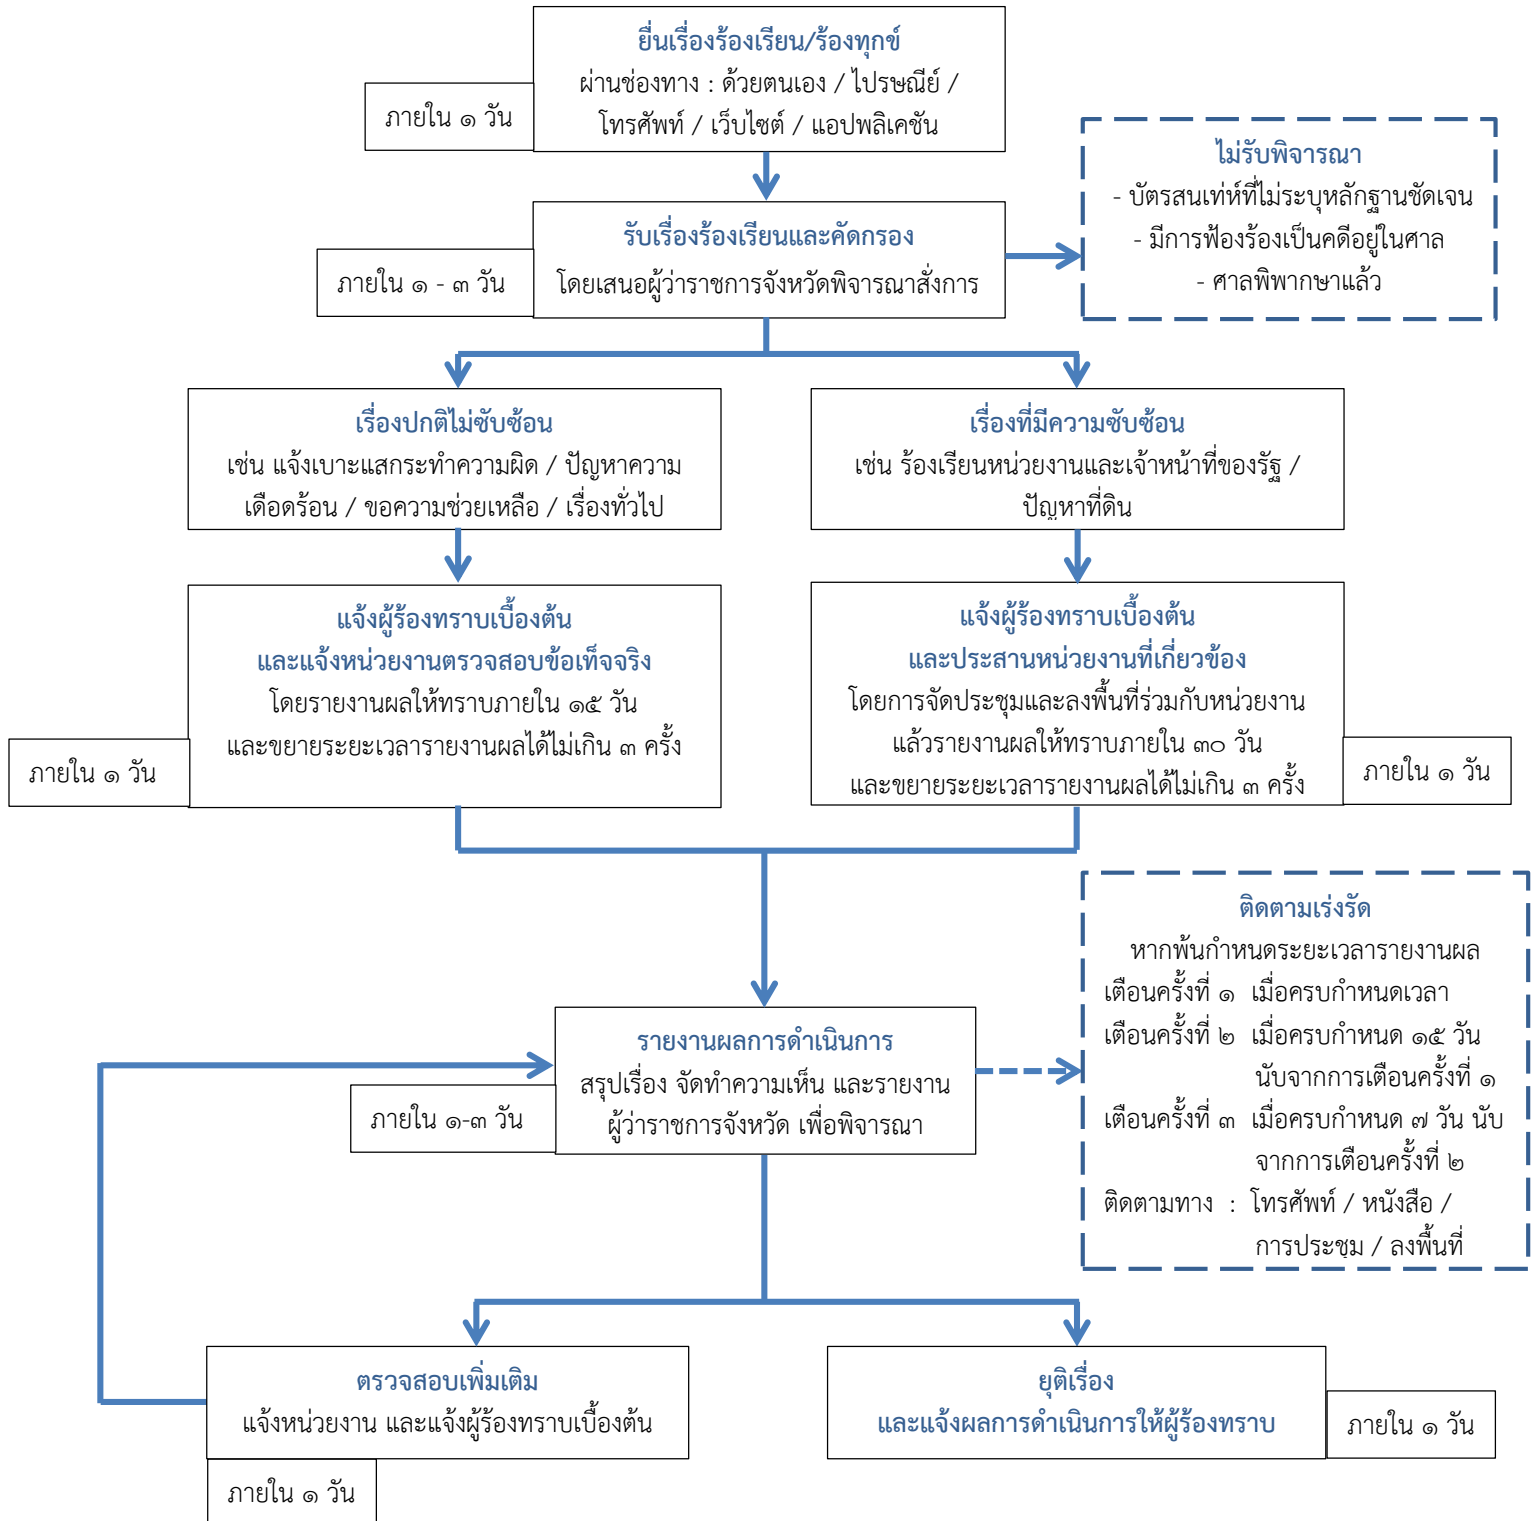 ยื่นเรื่องร้องเรียน/ร้องทุกข์
ผ่านช่องทาง : ด้วยตนเอง / ไปรษณีย์ /
โทรศัพท์ / เว็บไซต์ / แอปพลิเคชัน
ภายใน ๑ วัน
ไม่รับพิจารณา
- บัตรสนเท่ห์ที่ไม่ระบุหลักฐานชัดเจน
- มีการฟ้องร้องเป็นคดีอยู่ในศาล
- ศาลพิพากษาแล้ว
รับเรื่องร้องเรียนและคัดกรอง
โดยเสนอผู้ว่าราชการจังหวัดพิจารณาสั่งการ
ภายใน ๑ - ๓ วัน
เรื่องปกติไม่ซับซ้อน
เช่น แจ้งเบาะแสกระทำความผิด / ปัญหาความ
เดือดร้อน / ขอความช่วยเหลือ / เรื่องทั่วไป
เรื่องที่มีความซับซ้อน
เช่น ร้องเรียนหน่วยงานและเจ้าหน้าที่ของรัฐ /
ปัญหาที่ดิน
แจ้งผู้ร้องทราบเบื้องต้น
และแจ้งหน่วยงานตรวจสอบข้อเท็จจริง
โดยรายงานผลให้ทราบภายใน ๑๕ วัน
และขยายระยะเวลารายงานผลได้ไม่เกิน ๓ ครั้ง
ภายใน ๑ วัน
แจ้งผู้ร้องทราบเบื้องต้น
และประสานหน่วยงานที่เกี่ยวข้อง
โดยการจัดประชุมและลงพื้นที่ร่วมกับหน่วยงาน
แล้วรายงานผลให้ทราบภายใน ๓๐ วัน
และขยายระยะเวลารายงานผลได้ไม่เกิน ๓ ครั้ง
ภายใน ๑ วัน
ติดตามเร่งรัด
หากพ้นกำหนดระยะเวลารายงานผล
เตือนครั้งที่ ๑ เมื่อครบกำหนดเวลา
เตือนครั้งที่ ๒ เมื่อครบกำหนด ๑๕ วัน
นับจากการเตือนครั้งที่ ๑
เตือนครั้งที่ ๓ เมื่อครบกำหนด ๗ วัน นับ
จากการเตือนครั้งที่ ๒
ติดตามทาง : โทรศัพท์ / หนังสือ /
การประชุม / ลงพื้นที่
รายงานผลการดำเนินการ
สรุปเรื่อง จัดทำความเห็น และรายงาน
ผู้ว่าราชการจังหวัด เพื่อพิจารณา
ภายใน ๑-๓ วัน
ตรวจสอบเพิ่มเติม
แจ้งหน่วยงาน และแจ้งผู้ร้องทราบเบื้องต้น
ภายใน ๑ วัน
ยุติเรื่อง
และแจ้งผลการดำเนินการให้ผู้ร้องทราบ
ภายใน ๑ วัน